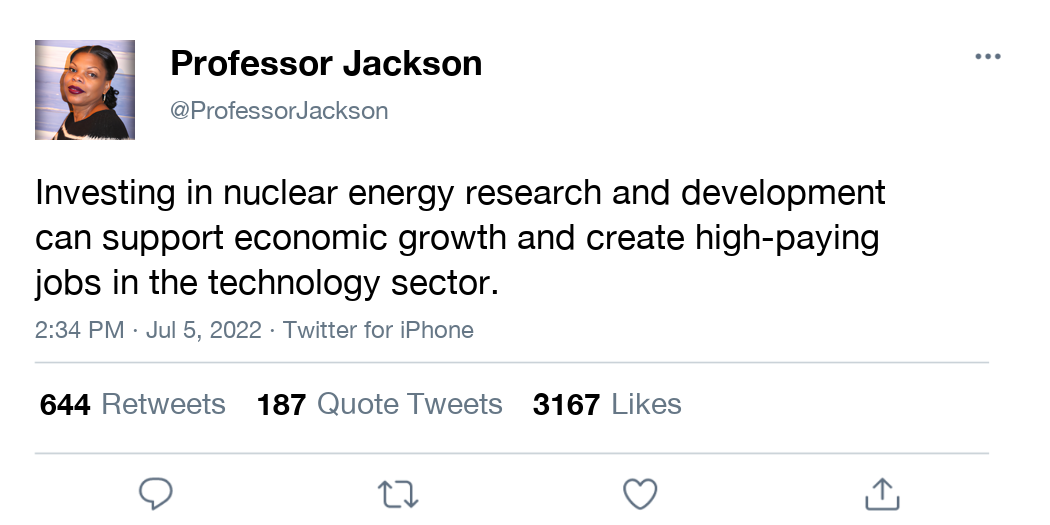 Professor Jackson
@ProfessorJackson
Investing in nuclear energy research and development
can support economic growth and create high-paying
jobs in the technology sector.
2:34 PM · Jul 5, 2022 · Twitter for iPhone
644 Retweets 187 Quote Tweets 3167 Likes